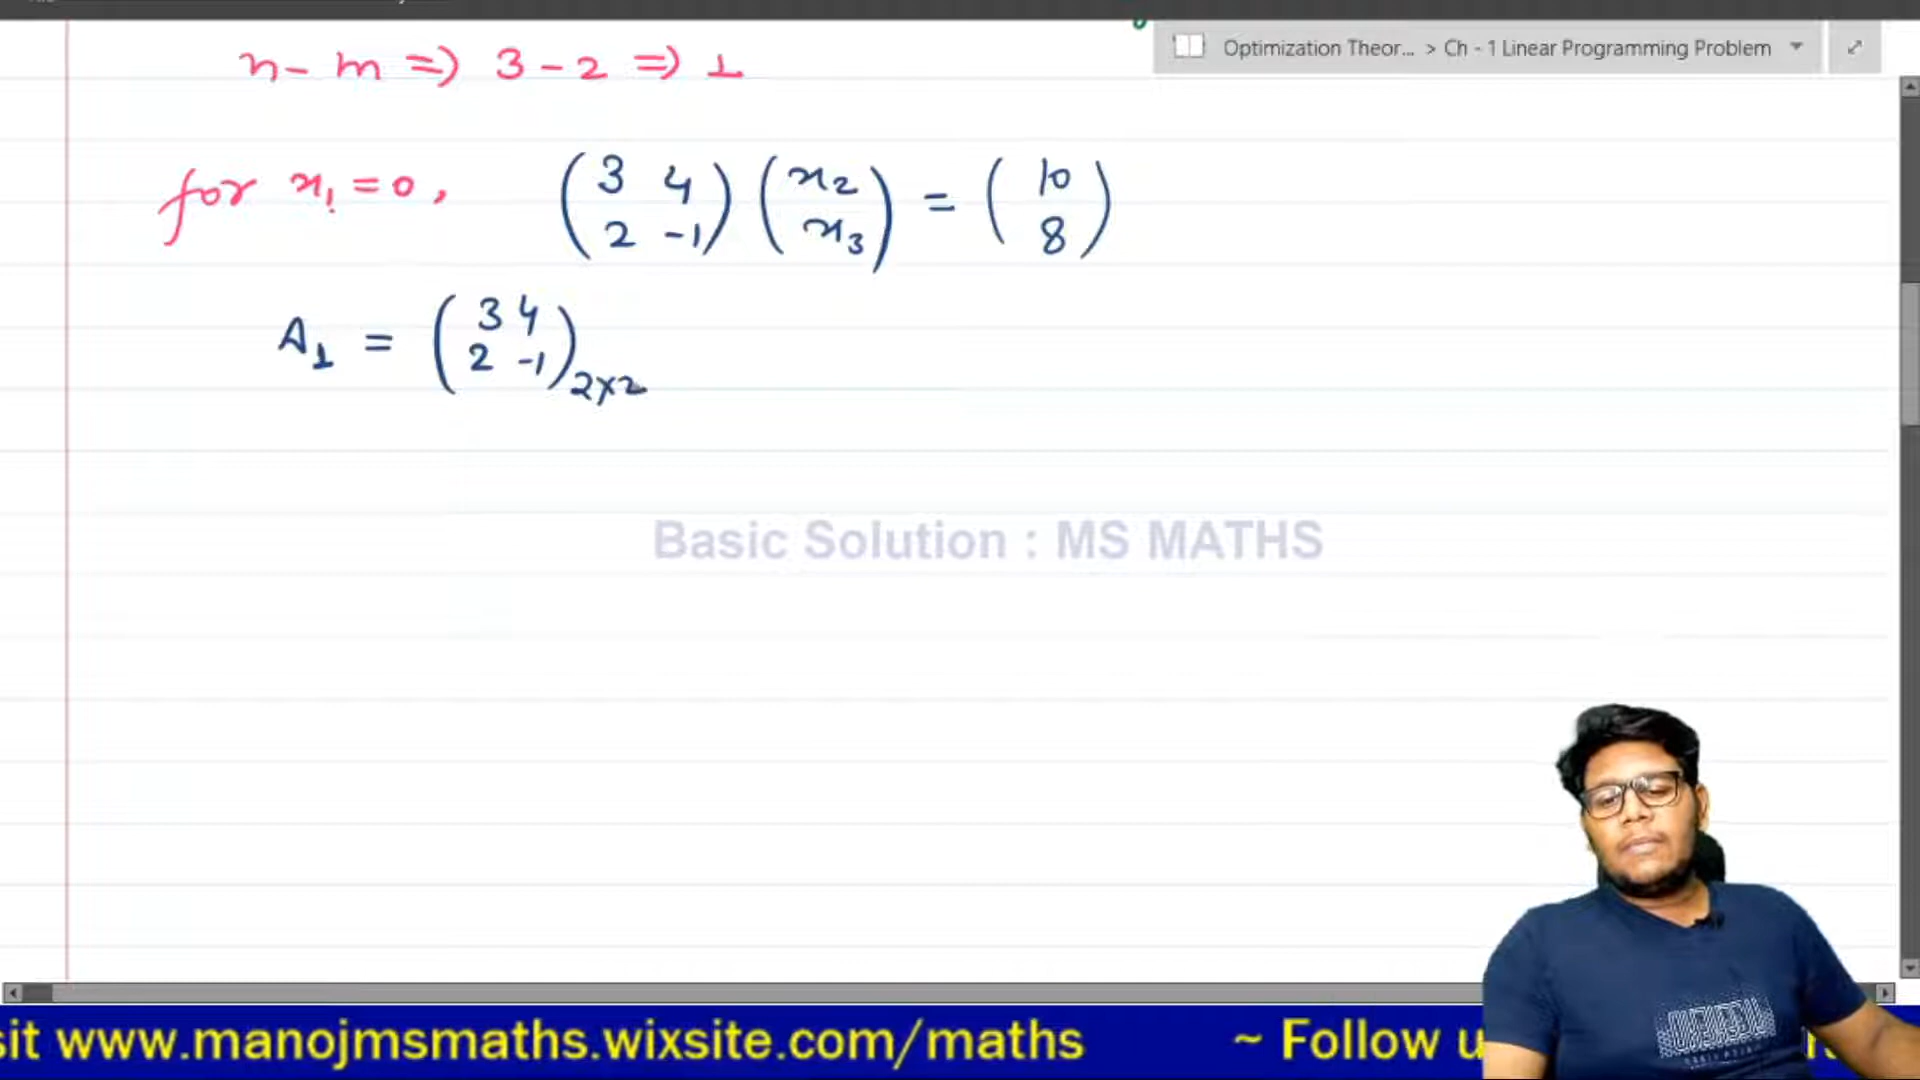 Optimization Theor... > Ch - 1 Linear Programming Problem
n - m => 3 - 2 => 1
for x₁ = 0, (3 4 / 2 -1) (x₂ / x₃) = (10 / 8)
A₁ = (3 4 / 2 -1)₂ₓ₂
Basic Solution : MS MATHS
sit www.manojmsmaths.wixsite.com/maths ~ Follow u